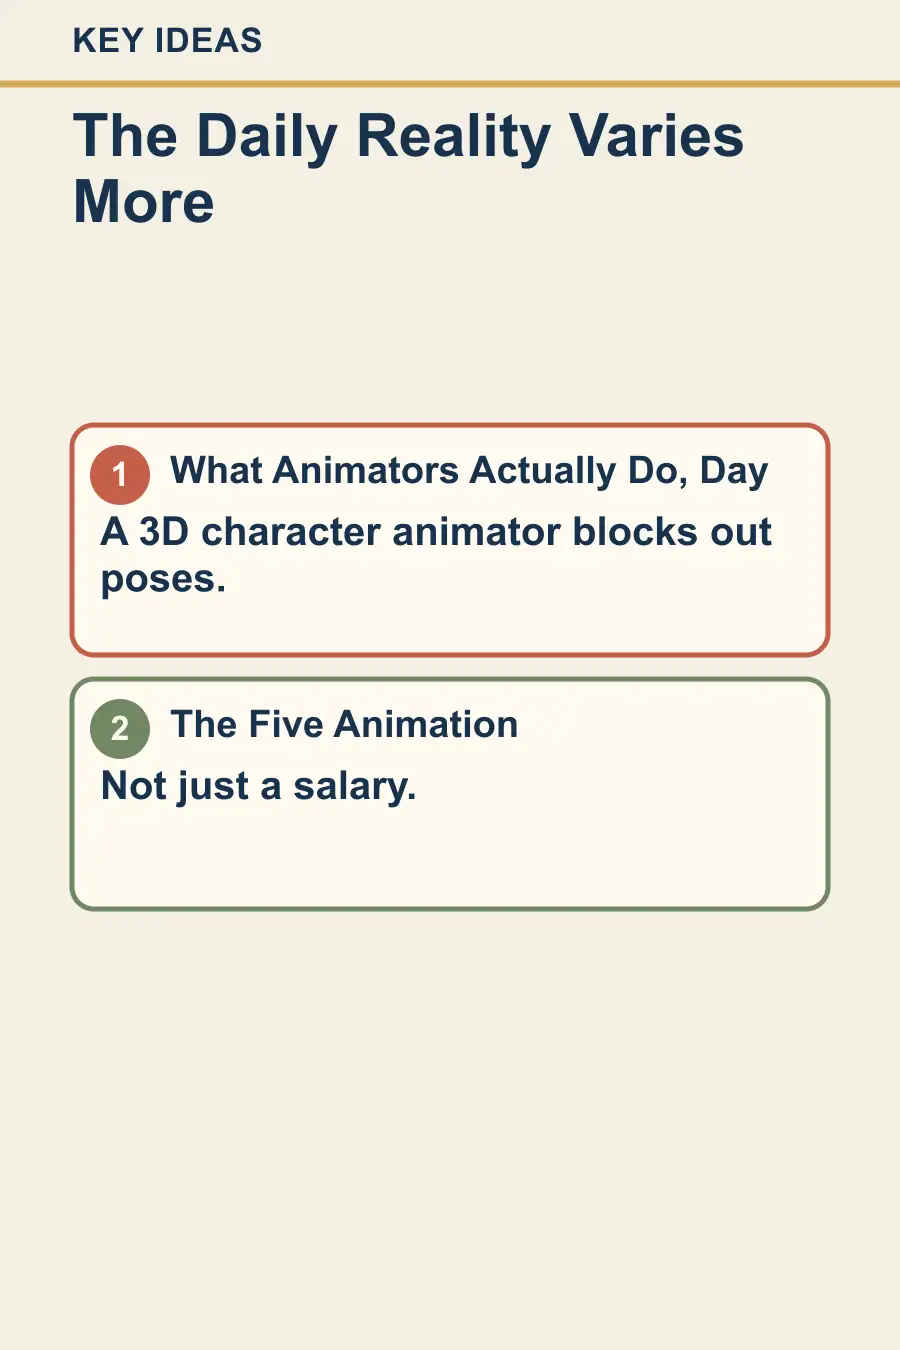 KEY IDEAS
The Daily Reality Varies
More
1 What Animators Actually Do, Day
A 3D character animator blocks out
poses.
2 The Five Animation
Not just a salary.